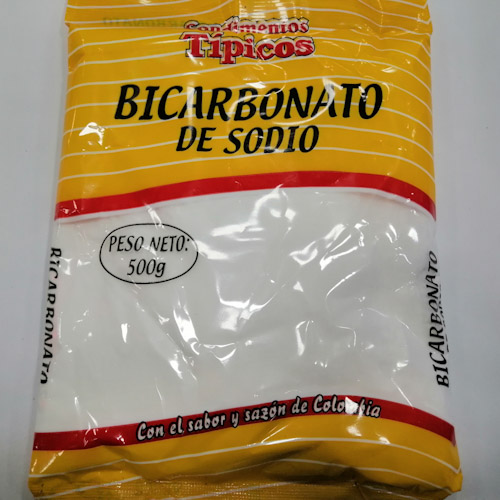 Condimentos
Típicos
BICARBONATO
DE SODIO
PESO NETO:
500g
BICARBONATO
BICARBONATO
Con el sabor y sazón de Colombia